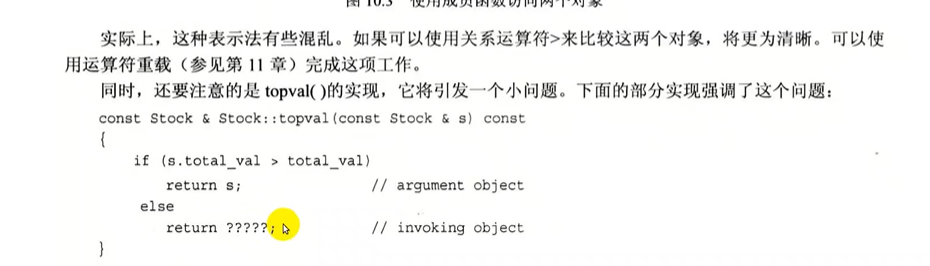 图 10.3 使用成员函数访问两个对象
实际上，这种表示法有些混乱。如果可以使用关系运算符>来比较这两个对象，将更为清晰。可以使
用运算符重载（参见第 11 章）完成这项工作。
同时，还要注意的是 topval( )的实现，它将引发一个小问题。下面的部分实现强调了这个问题：
const Stock & Stock::topval(const Stock & s) const
{
if (s.total_val > total_val)
return s; // argument object
else
return ?????; // invoking object
}